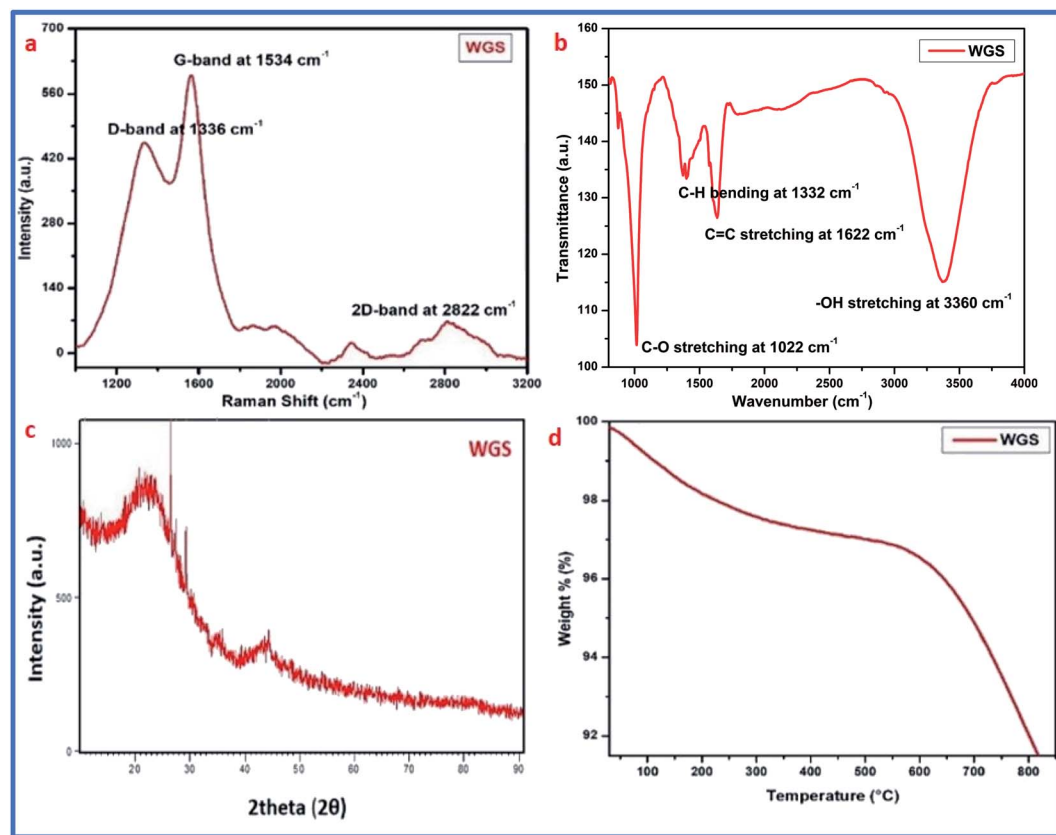 a
WGS
G-band at 1534 cm⁻¹
D-band at 1336 cm⁻¹
2D-band at 2822 cm⁻¹
700
560
420
280
140
0
Intensity (a.u.)
1200 1600 2000 2400 2800 3200
Raman Shift (cm⁻¹)
b
WGS
160
150
140
130
120
110
100
Transmittance (a.u.)
C-H bending at 1332 cm⁻¹
C=C stretching at 1622 cm⁻¹
-OH stretching at 3360 cm⁻¹
C-O stretching at 1022 cm⁻¹
1000 1500 2000 2500 3000 3500 4000
Wavenumber (cm⁻¹)
c
WGS
1000
500
0
Intensity (a.u.)
20 30 40 50 60 70 80 90
2theta (2θ)
d
WGS
100
98
96
94
92
Weight % (%)
100 200 300 400 500 600 700 800
Temperature (°C)